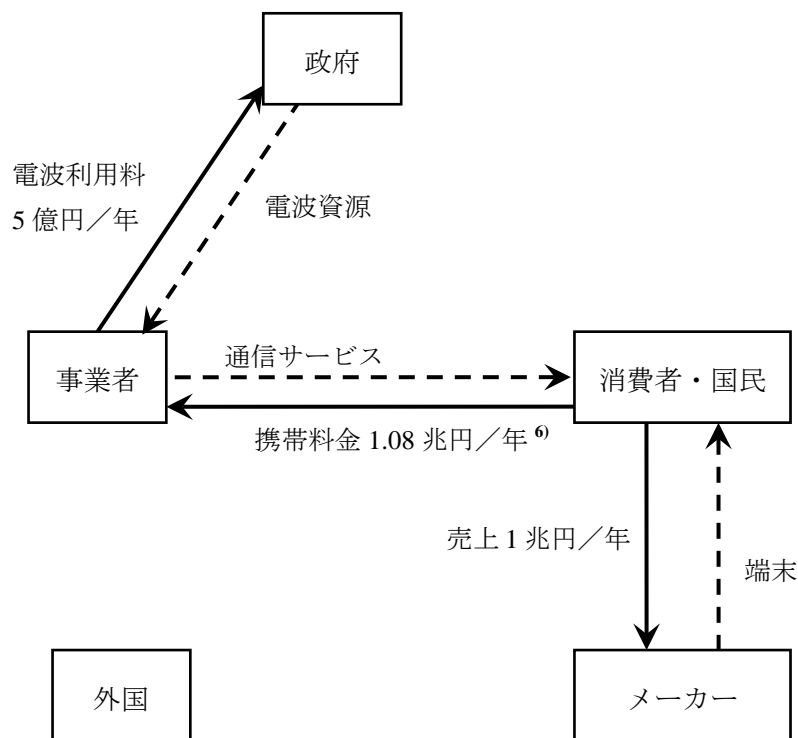 政府
電波利用料
5 億円／年
電波資源
事業者
通信サービス
消費者・国民
携帯料金 1.08 兆円／年 6)
売上 1 兆円／年
端末
外国
メーカー